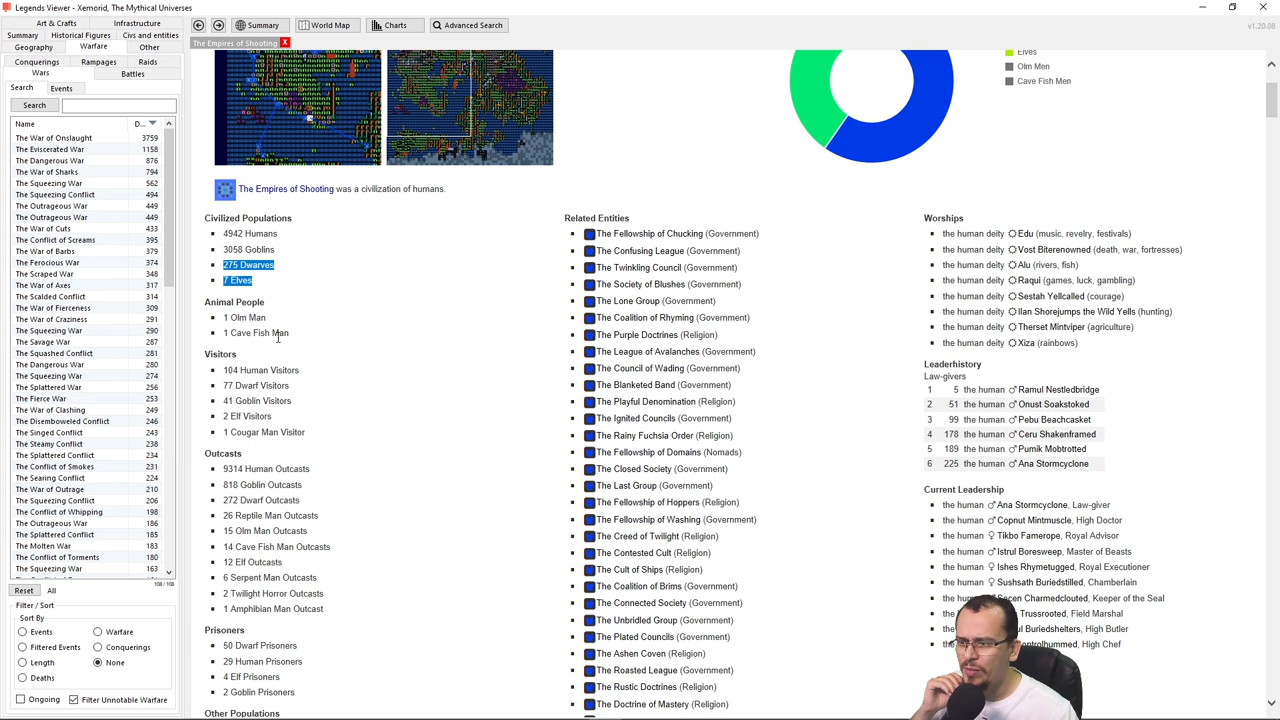 Legends Viewer - Xemorid, The Mythical Universes
Art & Crafts
Infrastructure
Summary
Historical Figures
Civs and entities
Geography
Warfare
Other
Conquerings
Rampages
Raids
Wars
Battles
Search
Events
Summary
World Map
Charts
Advanced Search
v1.20.08
The Empires of Shooting
The War of Dances 3759
The Eviscerated War 1158
The Dangerous War 876
The War of Sharks 794
The Squeezing War 562
The Squeezing Conflict 494
The Outrageous War 449
The Outrageous War 449
The War of Cuts 433
The Conflict of Screams 395
The War of Barbs 379
The Ferocious War 374
The Scraped War 348
The War of Axes 317
The Scalded Conflict 314
The War of Fierceness 309
The War of Craziness 291
The Squeezing War 290
The Savage War 287
The Squashed Conflict 281
The Dangerous War 280
The Squeezing War 274
The Splattered War 256
The Fierce War 253
The War of Clashing 249
The Disemboweled Conflict 246
The Singed Conflict 243
The Steamy Conflict 238
The Splattered Conflict 234
The Conflict of Smokes 231
The Searing Conflict 224
The War of Outrage 210
The Squeezing Conflict 206
The Conflict of Whipping 198
The Outrageous War 186
The Splattered Conflict 185
The Molten War 183
The Conflict of Torments 180
The Squeezing War 163
108 / 108
Reset
All
Filter / Sort
Sort By
Events
Warfare
Filtered Events
Conquerings
Length
None
Deaths
Ongoing
Filter Unnotable Warfare
Olm Men
Cave Fish Men
The Empires of Shooting was a civilization of humans.
Civilized Populations
4942 Humans
3058 Goblins
275 Dwarves
7 Elves
Animal People
1 Olm Man
1 Cave Fish Man
Visitors
104 Human Visitors
77 Dwarf Visitors
41 Goblin Visitors
2 Elf Visitors
1 Cougar Man Visitor
Outcasts
9314 Human Outcasts
818 Goblin Outcasts
272 Dwarf Outcasts
26 Reptile Man Outcasts
15 Olm Man Outcasts
14 Cave Fish Man Outcasts
12 Elf Outcasts
6 Serpent Man Outcasts
2 Twilight Horror Outcasts
1 Amphibian Man Outcast
Prisoners
50 Dwarf Prisoners
29 Human Prisoners
4 Elf Prisoners
2 Goblin Prisoners
Other Populations
Related Entities
The Fellowship of Chucking (Government)
The Confusing League (Government)
The Twinkling Council (Government)
The Society of Blushes (Government)
The Lone Group (Government)
The Coalition of Rhyming (Government)
The Purple Doctrines (Religion)
The League of Avalanches (Government)
The Council of Wading (Government)
The Blanketed Band (Government)
The Playful Denomination (Religion)
The Ignited Councils (Government)
The Rainy Fuchsia Order (Religion)
The Fellowship of Domains (Nomads)
The Closed Society (Government)
The Last Group (Government)
The Fellowship of Hoppers (Religion)
The Fellowship of Washing (Government)
The Creed of Twilight (Religion)
The Contested Cult (Religion)
The Cult of Ships (Religion)
The Coalition of Brims (Government)
The Connected Society (Government)
The Unbridled Group (Government)
The Plated Councils (Government)
The Ashen Coven (Religion)
The Roasted League (Government)
The Rustic Doctrines (Religion)
The Doctrine of Mastery (Religion)
Worships
the human deity Edu (music, revelry, festivals)
the human deity Vust Biterenowned (death, war, fortresses)
the human deity Alu (rivers, fish)
the human deity Raqui (games, luck, gambling)
the human deity Sestah Yellcalled (courage)
the human deity Ilan Shorejumps the Wild Yells (hunting)
the human deity Therset Mintviper (agriculture)
the human deity Xiza (rainbows)
Leaderhistory
Law-givers
1 5 the human ♂ Ramul Nestledbridge
2 51 the human ♂ Onust Soakstoked
3 99 the human ♂ Pebu Beachcasket
4 178 the human ♂ Ceru Shakenframed
5 189 the human ♂ Pumik Mobtrotted
6 225 the human ♂ Ana Stormcyclone
Current Leadership
the human ♂ Ana Stormcyclone, Law-giver
the human ♂ Copnut Mintmuscle, High Doctor
the human ♀ Tikbo Famerope, Royal Advisor
the human ♂ Istrul Boresweep, Master of Beasts
the human ♀ Ishes Rhymetugged, Royal Executioner
the human ♀ Sushsath Buriedstilled, Chamberlain
the human Secen Charmedclouted, Keeper of the Seal
the Trussrooted, Field Marshal
the Buriedshelters, High Butler
the High Chef